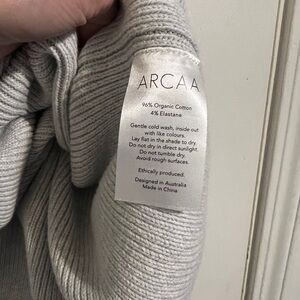 ARCAA
96% Organic Cotton
4% Elastane
Gentle cold wash, inside out
with like colours.
Lay flat in the shade to dry.
Do not dry in direct sunlight.
Do not tumble dry.
Avoid rough surfaces.
Ethically produced.
Designed in Australia
Made in China